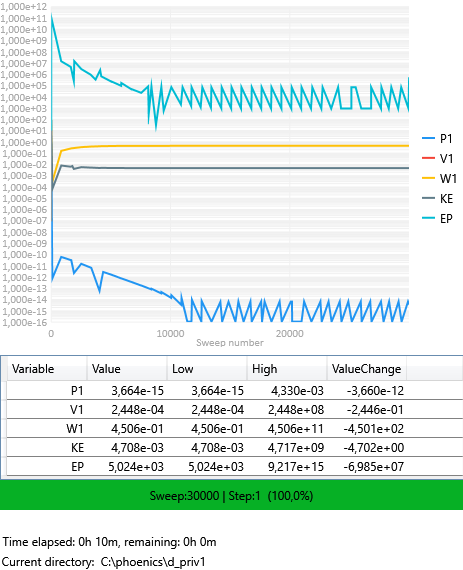 1,000e+12
1,000e+11
1,000e+10
1,000e+09
1,000e+08
1,000e+07
1,000e+06
1,000e+05
1,000e+04
1,000e+03
1,000e+02
1,000e+01
1,000e+00
1,000e-01
1,000e-02
1,000e-03
1,000e-04
1,000e-05
1,000e-06
1,000e-07
1,000e-08
1,000e-09
1,000e-10
1,000e-11
1,000e-12
1,000e-13
1,000e-14
1,000e-15
1,000e-16
0 10000 20000
Sweep number
P1
V1
W1
KE
EP
Variable Value Low High ValueChange
P1 3,664e-15 3,664e-15 4,330e-03 -3,660e-12
V1 2,448e-04 2,448e-04 2,448e+08 -2,446e-01
W1 4,506e-01 4,506e-01 4,506e+11 -4,501e+02
KE 4,708e-03 4,708e-03 4,717e+09 -4,702e+00
EP 5,024e+03 5,024e+03 9,217e+15 -6,985e+07
Sweep:30000 | Step:1 (100,0%)
Time elapsed: 0h 10m, remaining: 0h 0m
Current directory: C:\phoenics\d_priv1